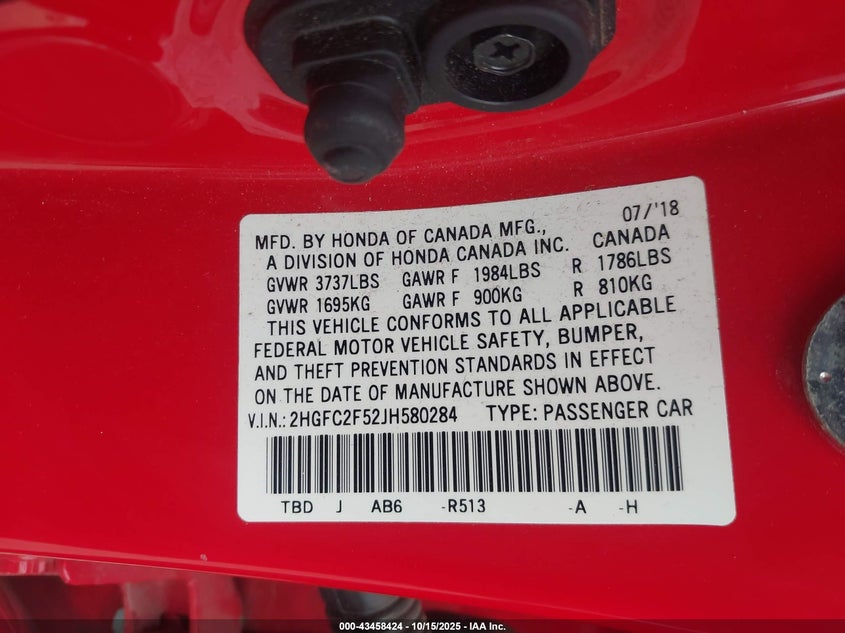 07/'18
MFD. BY HONDA OF CANADA MFG.,
A DIVISION OF HONDA CANADA INC. CANADA
GVWR 3737LBS GAWR F 1984LBS R 1786LBS
GVWR 1695KG GAWR F 900KG R 810KG
THIS VEHICLE CONFORMS TO ALL APPLICABLE
FEDERAL MOTOR VEHICLE SAFETY, BUMPER,
AND THEFT PREVENTION STANDARDS IN EFFECT
ON THE DATE OF MANUFACTURE SHOWN ABOVE.
V.I.N.: 2HGFC2F52JH580284 TYPE: PASSENGER CAR
TBD J AB6 -R513 -A -H
000-43458424 - 10/15/2025 - IAA Inc.